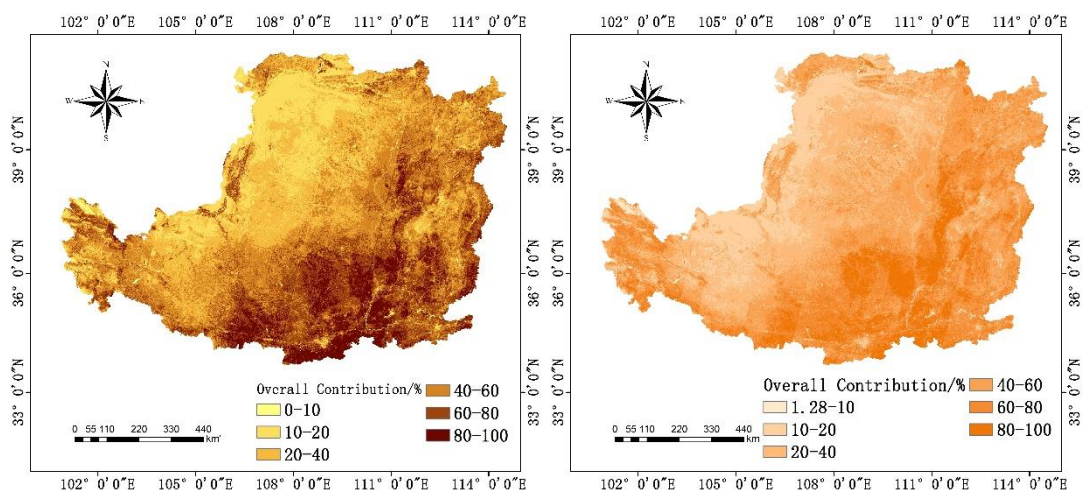 102° 0′ 0″E 105° 0′ 0″E 108° 0′ 0″E 111° 0′ 0″E 114° 0′ 0″E
N
W
S
39° 0′ 0″N
36° 0′ 0″N
33° 0′ 0″N
39° 0′ 0″N
36° 0′ 0″N
33° 0′ 0″N
Overall Contribution/%
0-10
10-20
20-40
40-60
60-80
80-100
0 55 110 220 330 440
km
102° 0′ 0″E 105° 0′ 0″E 108° 0′ 0″E 111° 0′ 0″E 114° 0′ 0″E
102° 0′ 0″E 105° 0′ 0″E 108° 0′ 0″E 111° 0′ 0″E 114° 0′ 0″E
N
W
S
39° 0′ 0″N
36° 0′ 0″N
33° 0′ 0″N
39° 0′ 0″N
36° 0′ 0″N
33° 0′ 0″N
Overall Contribution/%
1.28-10
10-20
20-40
40-60
60-80
80-100
0 55 110 220 330 440
km
102° 0′ 0″E 105° 0′ 0″E 108° 0′ 0″E 111° 0′ 0″E 114° 0′ 0″E